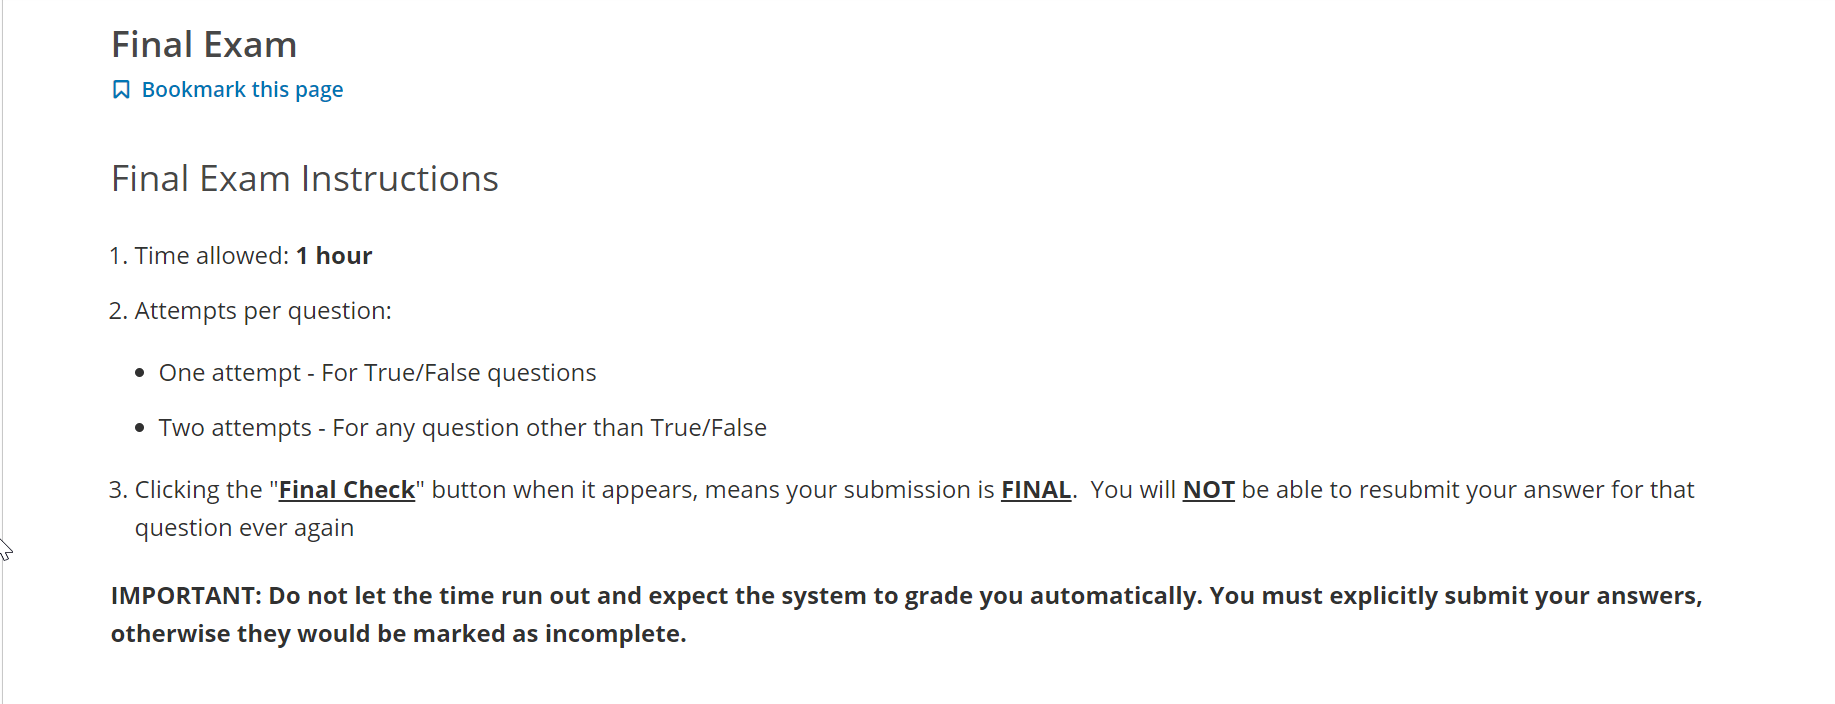 Final Exam
Bookmark this page
Final Exam Instructions
1. Time allowed: 1 hour
2. Attempts per question:
• One attempt - For True/False questions
• Two attempts - For any question other than True/False
3. Clicking the "Final Check" button when it appears, means your submission is FINAL.  You will NOT be able to resubmit your answer for that
question ever again
IMPORTANT: Do not let the time run out and expect the system to grade you automatically. You must explicitly submit your answers,
otherwise they would be marked as incomplete.